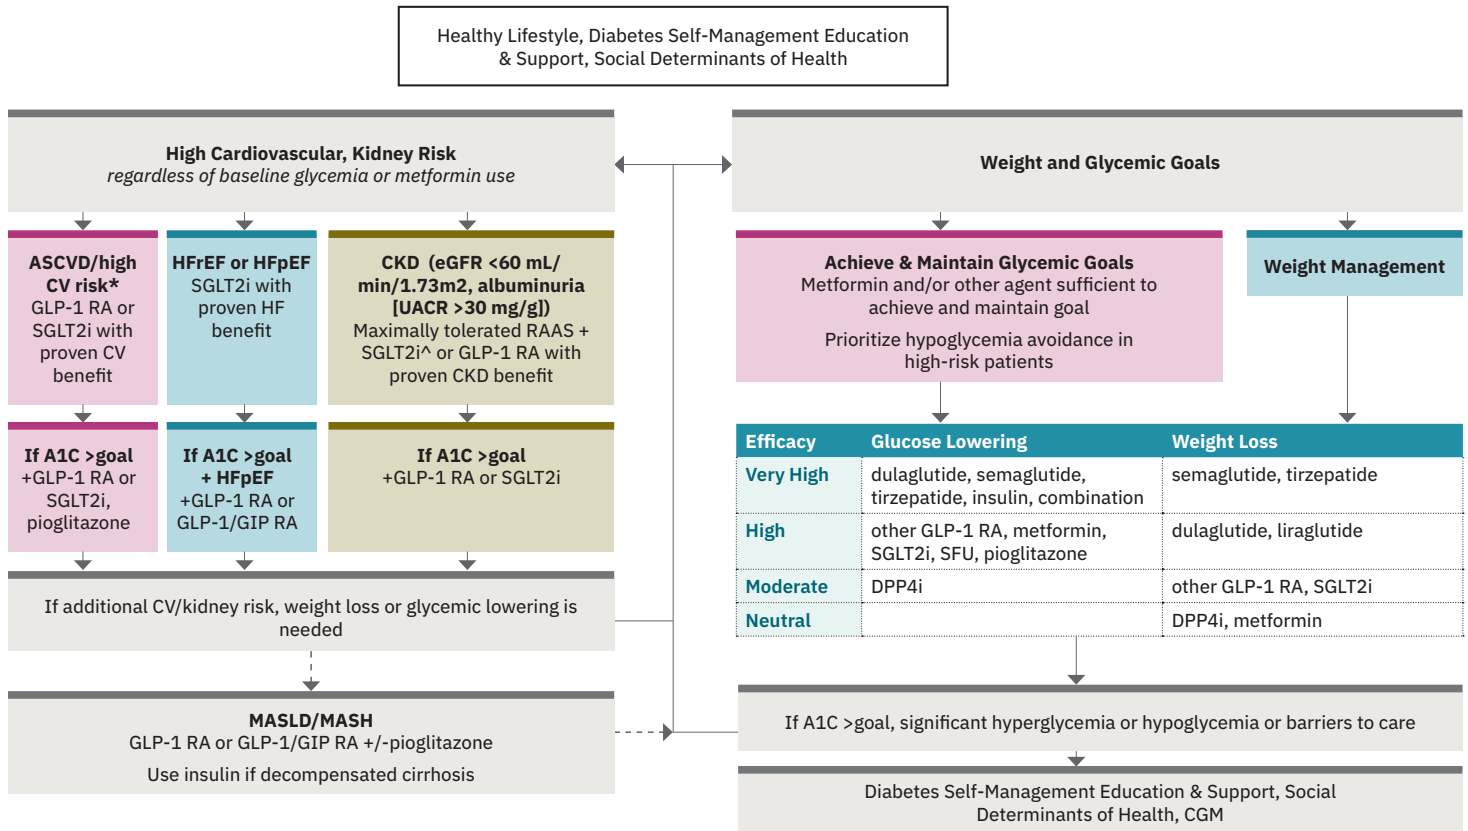 Healthy Lifestyle, Diabetes Self-Management Education
& Support, Social Determinants of Health
High Cardiovascular, Kidney Risk
regardless of baseline glycemia or metformin use
ASCVD/high
CV risk*
GLP-1 RA or
SGLT2i with
proven CV
benefit
HFrEF or HFpEF
SGLT2i with
proven HF
benefit
CKD (eGFR <60 mL/
min/1.73m2, albuminuria
[UACR >30 mg/g])
Maximally tolerated RAAS +
SGLT2i^ or GLP-1 RA with
proven CKD benefit
If A1C >goal
+GLP-1 RA or
SGLT2i,
pioglitazone
If A1C >goal
+ HFpEF
+GLP-1 RA or
GLP-1/GIP RA
If A1C >goal
+GLP-1 RA or SGLT2i
If additional CV/kidney risk, weight loss or glycemic lowering is
needed
MASLD/MASH
GLP-1 RA or GLP-1/GIP RA +/-pioglitazone
Use insulin if decompensated cirrhosis
Weight and Glycemic Goals
Achieve & Maintain Glycemic Goals
Metformin and/or other agent sufficient to
achieve and maintain goal
Prioritize hypoglycemia avoidance in
high-risk patients
Weight Management
Efficacy Glucose Lowering Weight Loss
Very High dulaglutide, semaglutide, semaglutide, tirzepatide
tirzepatide, insulin, combination
High other GLP-1 RA, metformin, dulaglutide, liraglutide
SGLT2i, SFU, pioglitazone
Moderate DPP4i other GLP-1 RA, SGLT2i
Neutral DPP4i, metformin
If A1C >goal, significant hyperglycemia or hypoglycemia or barriers to care
Diabetes Self-Management Education & Support, Social
Determinants of Health, CGM